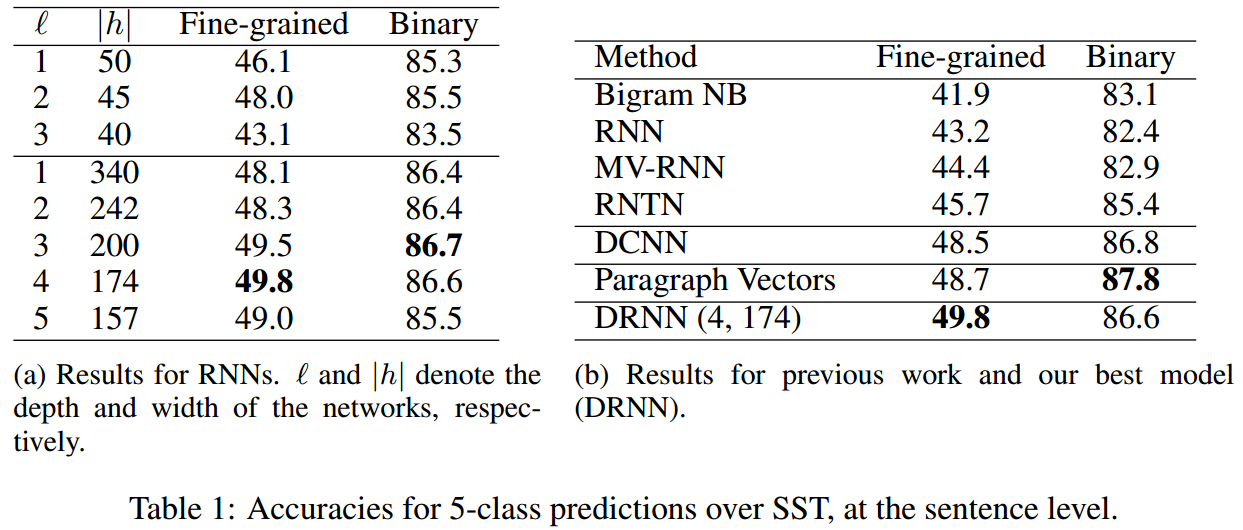 ℓ |h| Fine-grained Binary
1 50 46.1 85.3
2 45 48.0 85.5
3 40 43.1 83.5
1 340 48.1 86.4
2 242 48.3 86.4
3 200 49.5 86.7
4 174 49.8 86.6
5 157 49.0 85.5
(a) Results for RNNs. ℓ and |h| denote the
depth and width of the networks, respec-
tively.
Method Fine-grained Binary
Bigram NB 41.9 83.1
RNN 43.2 82.4
MV-RNN 44.4 82.9
RNTN 45.7 85.4
DCNN 48.5 86.8
Paragraph Vectors 48.7 87.8
DRNN (4, 174) 49.8 86.6
(b) Results for previous work and our best model
(DRNN).
Table 1: Accuracies for 5-class predictions over SST, at the sentence level.